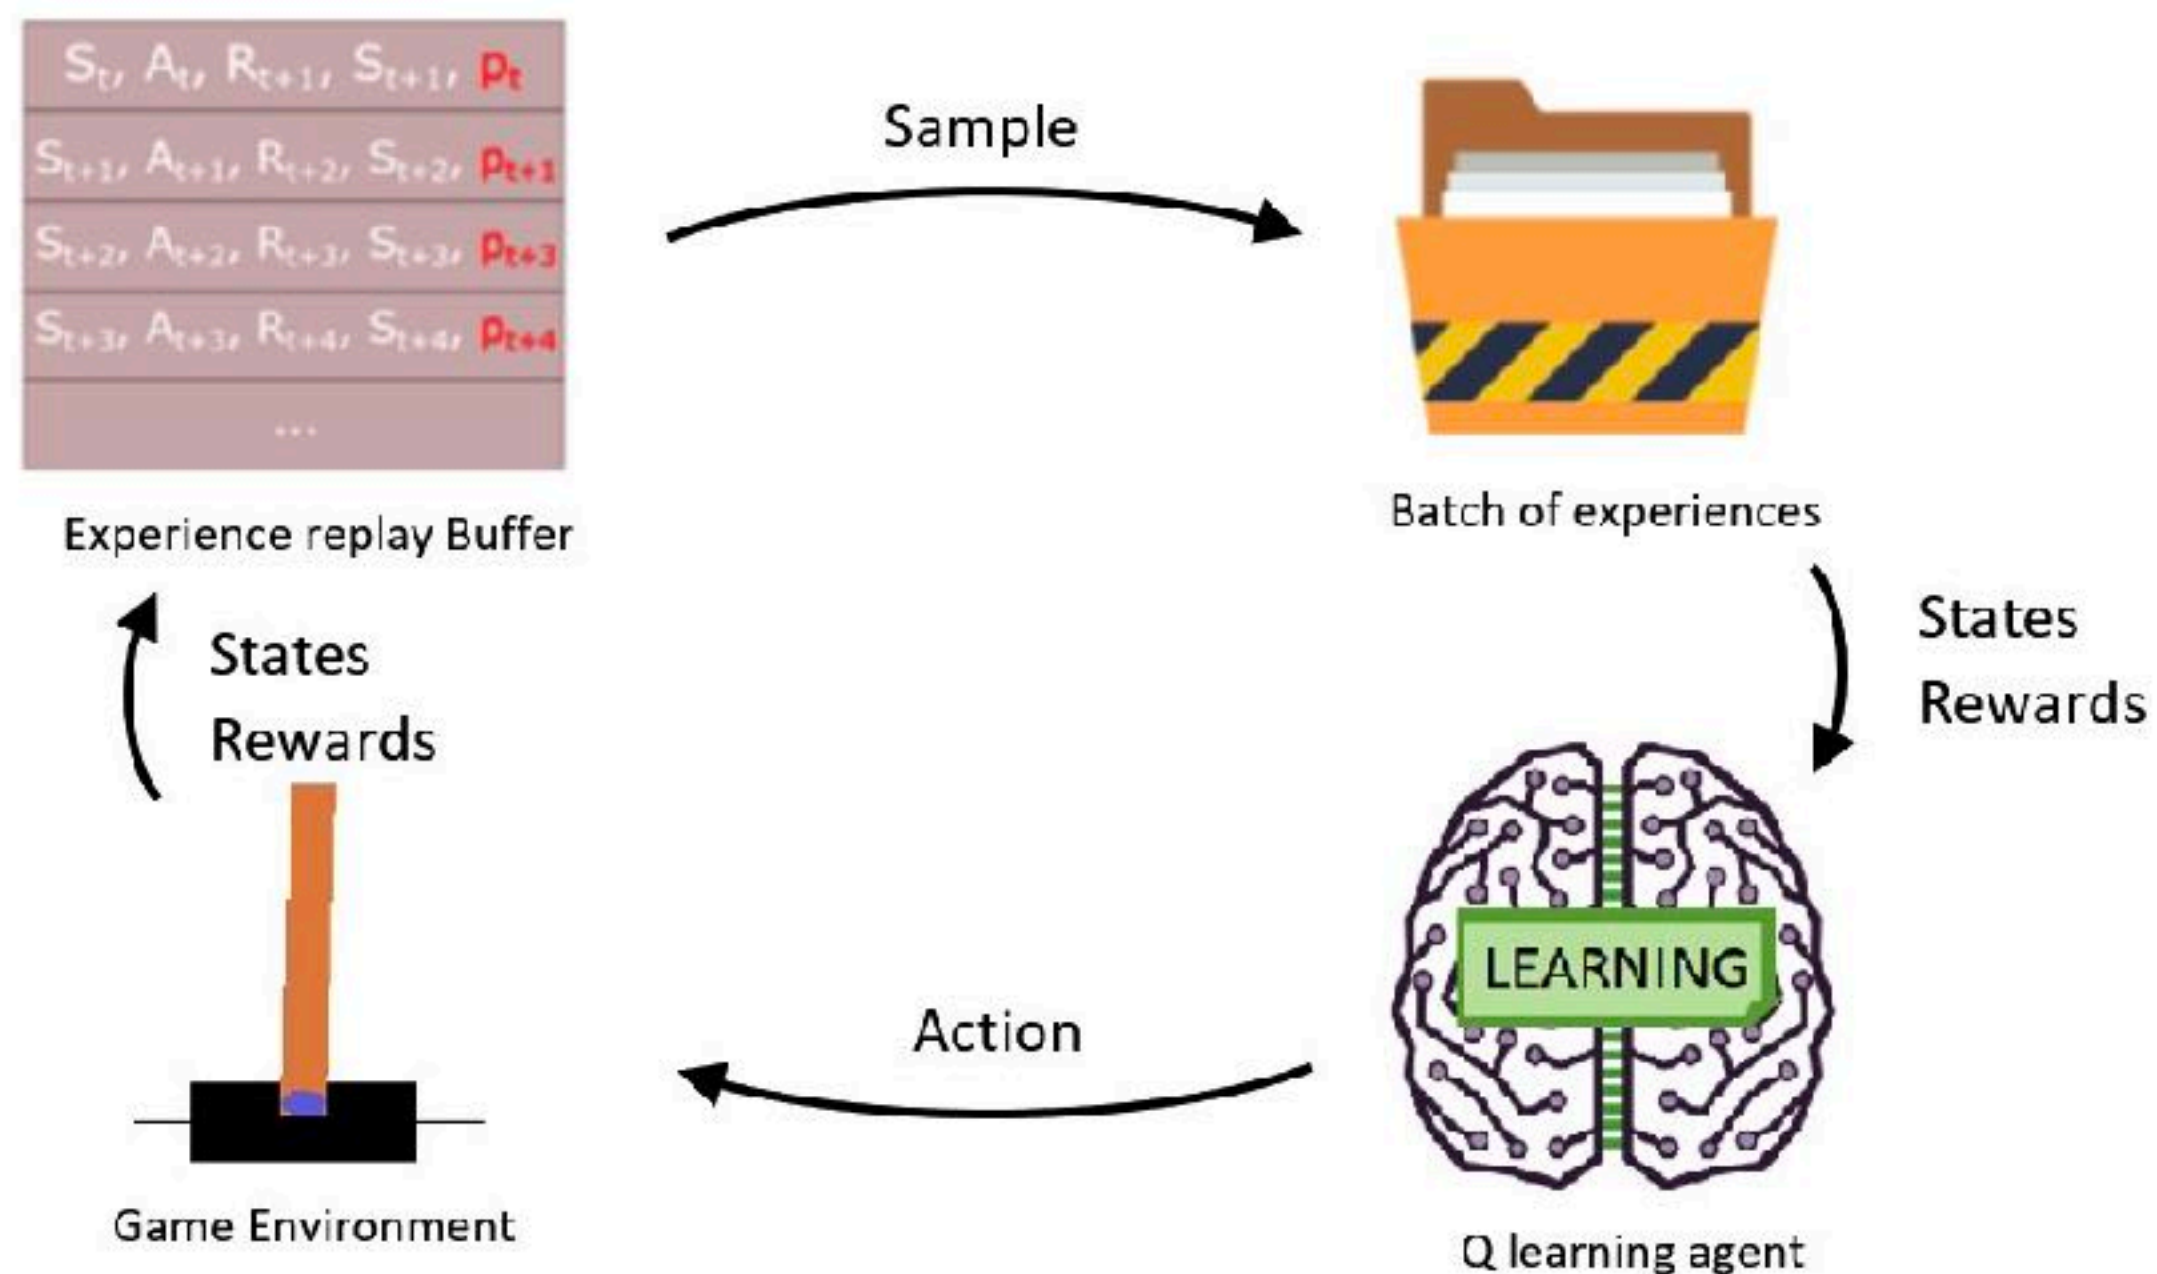 Sₜ, Aₜ, Rₜ₊₁, Sₜ₊₁, pₜ
Sₜ₊₁, Aₜ₊₁, Rₜ₊₂, Sₜ₊₂, pₜ₊₁
Sₜ₊₂, Aₜ₊₂, Rₜ₊₃, Sₜ₊₃, pₜ₊₃
Sₜ₊₃, Aₜ₊₃, Rₜ₊₄, Sₜ₊₄, pₜ₊₄
...
Experience replay Buffer
Sample
Batch of experiences
States
Rewards
States
Rewards
LEARNING
Action
Game Environment
Q learning agent